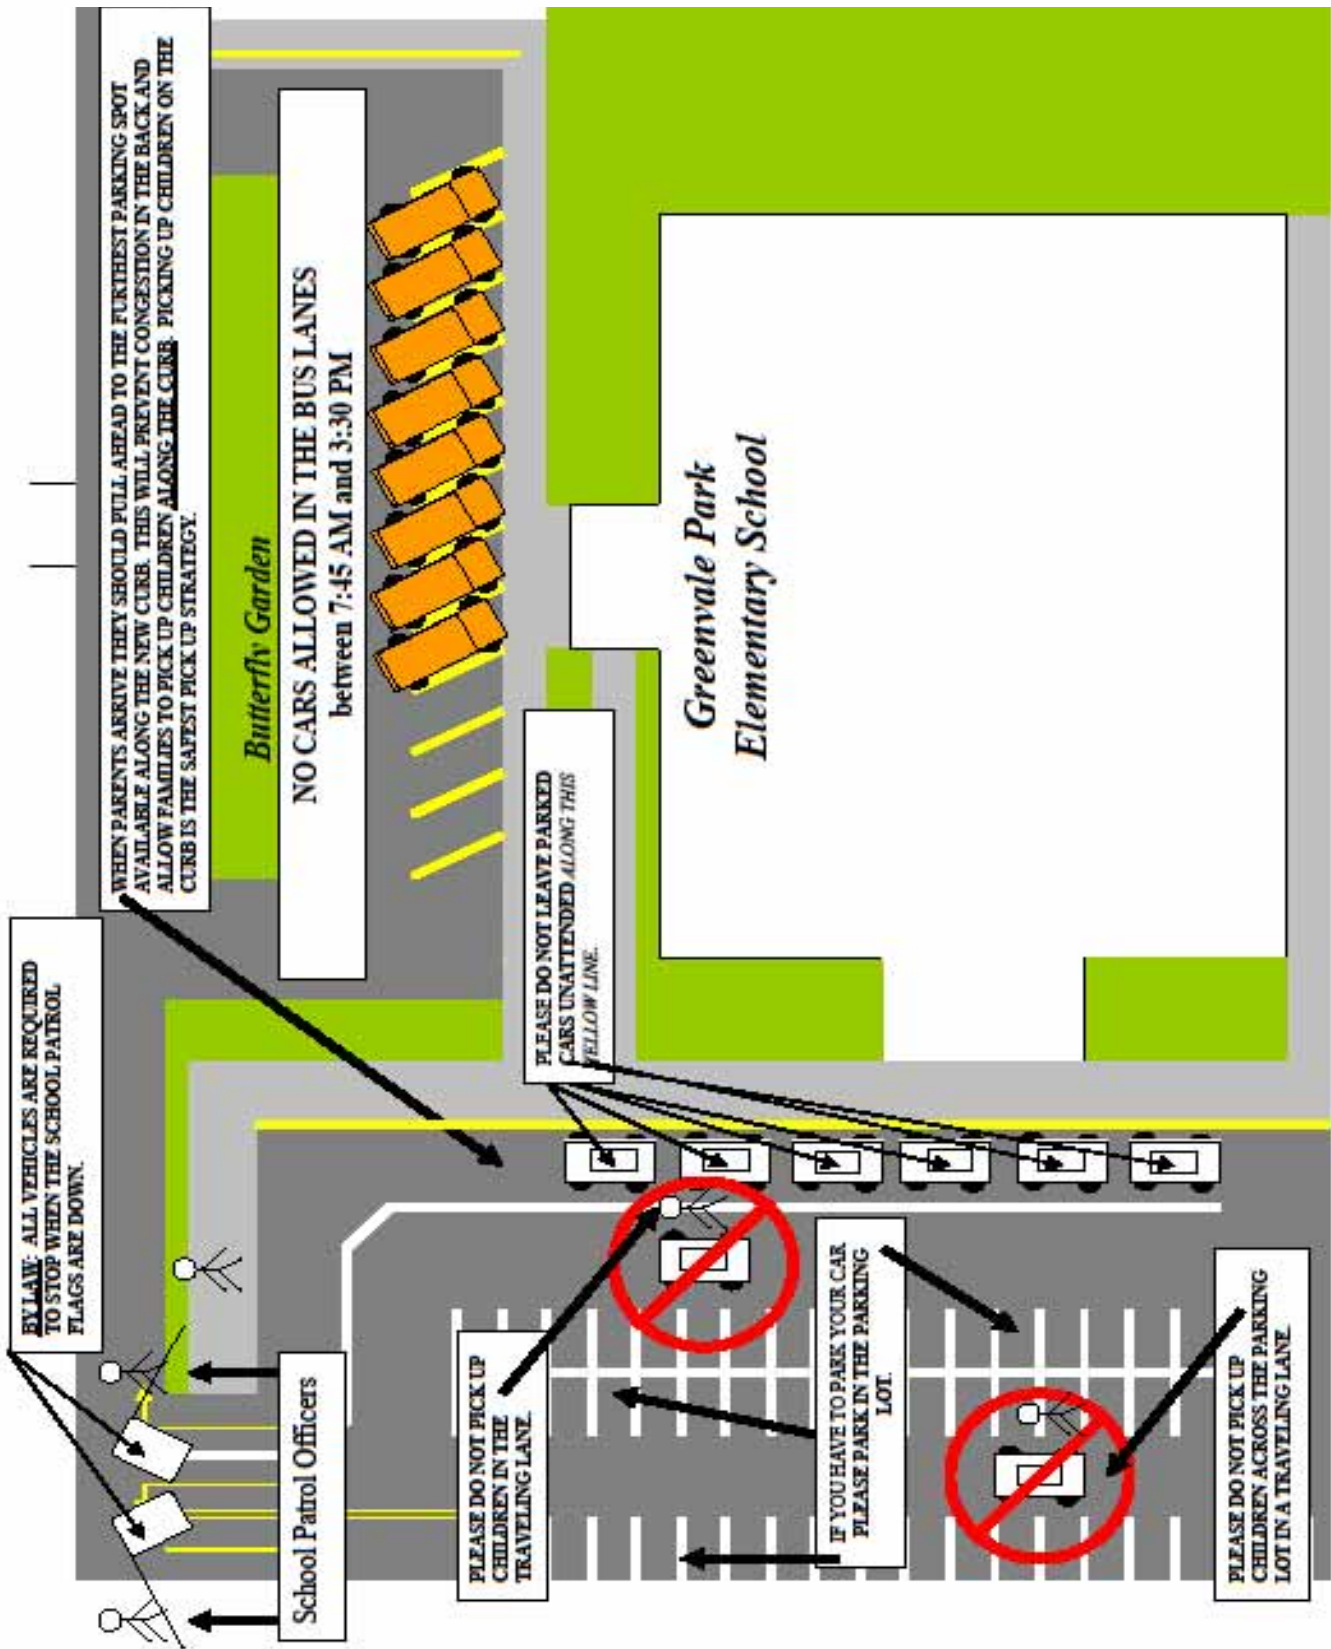 BY LAW: ALL VEHICLES ARE REQUIRED
TO STOP WHEN THE SCHOOL PATROL
FLAGS ARE DOWN.
WHEN PARENTS ARRIVE THEY SHOULD PULL AHEAD TO THE FURTHEST PARKING SPOT
AVAILABLE ALONG THE NEW CURB. THIS WILL PREVENT CONGESTION IN THE BACK AND
ALLOW FAMILIES TO PICK UP CHILDREN ALONG THE CURB. PICKING UP CHILDREN ON THE
CURB IS THE SAFEST PICK UP STRATEGY.
Butterfly Garden
NO CARS ALLOWED IN THE BUS LANES
between 7:45 AM and 3:30 PM
School Patrol Officers
PLEASE DO NOT PICK UP
CHILDREN IN THE
TRAVELING LANE.
PLEASE DO NOT LEAVE PARKED
CARS UNATTENDED ALONG THIS
YELLOW LINE.
Greenvale Park
Elementary School
IF YOU HAVE TO PARK YOUR CAR
PLEASE PARK IN THE PARKING
LOT.
PLEASE DO NOT PICK UP
CHILDREN ACROSS THE PARKING
LOT IN A TRAVELING LANE.